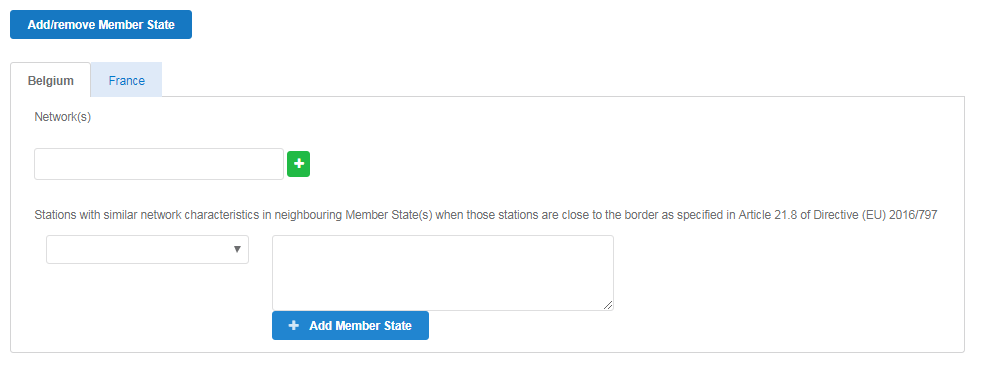 Add/remove Member State
Belgium
France
Network(s)
Stations with similar network characteristics in neighbouring Member State(s) when those stations are close to the border as specified in Article 21.8 of Directive (EU) 2016/797
Add Member State